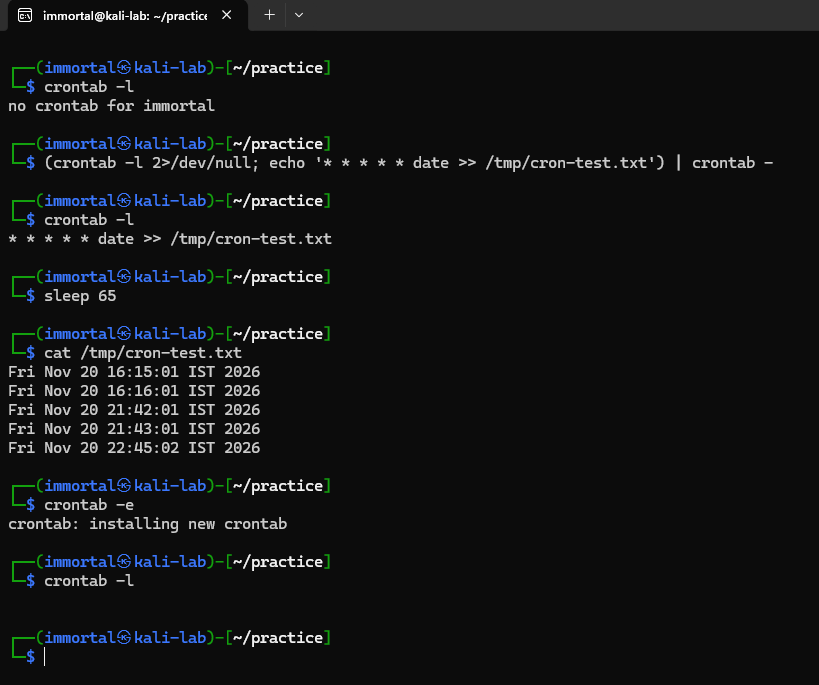 immortal@kali-lab: ~/practice
┌──(immortal㉿kali-lab)-[~/practice]
└─$ crontab -l
no crontab for immortal
┌──(immortal㉿kali-lab)-[~/practice]
└─$ (crontab -l 2>/dev/null; echo '* * * * * date >> /tmp/cron-test.txt') | crontab -
┌──(immortal㉿kali-lab)-[~/practice]
└─$ crontab -l
* * * * * date >> /tmp/cron-test.txt
┌──(immortal㉿kali-lab)-[~/practice]
└─$ sleep 65
┌──(immortal㉿kali-lab)-[~/practice]
└─$ cat /tmp/cron-test.txt
Fri Nov 20 16:15:01 IST 2026
Fri Nov 20 16:16:01 IST 2026
Fri Nov 20 21:42:01 IST 2026
Fri Nov 20 21:43:01 IST 2026
Fri Nov 20 22:45:02 IST 2026
┌──(immortal㉿kali-lab)-[~/practice]
└─$ crontab -e
crontab: installing new crontab
┌──(immortal㉿kali-lab)-[~/practice]
└─$ crontab -l
┌──(immortal㉿kali-lab)-[~/practice]
└─$